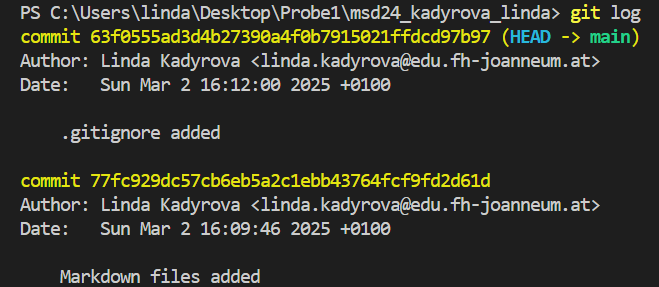 PS C:\Users\linda\Desktop\Probe1\msd24_kadyrova_linda> git log
commit 63f0555ad3d4b27390a4f0b7915021ffdcd97b97 (HEAD -> main)
Author: Linda Kadyrova <linda.kadyrova@edu.fh-joanneum.at>
Date:   Sun Mar 2 16:12:00 2025 +0100

    .gitignore added

commit 77fc929dc57cb6eb5a2c1ebb43764fcf9fd2d61d
Author: Linda Kadyrova <linda.kadyrova@edu.fh-joanneum.at>
Date:   Sun Mar 2 16:09:46 2025 +0100

    Markdown files added